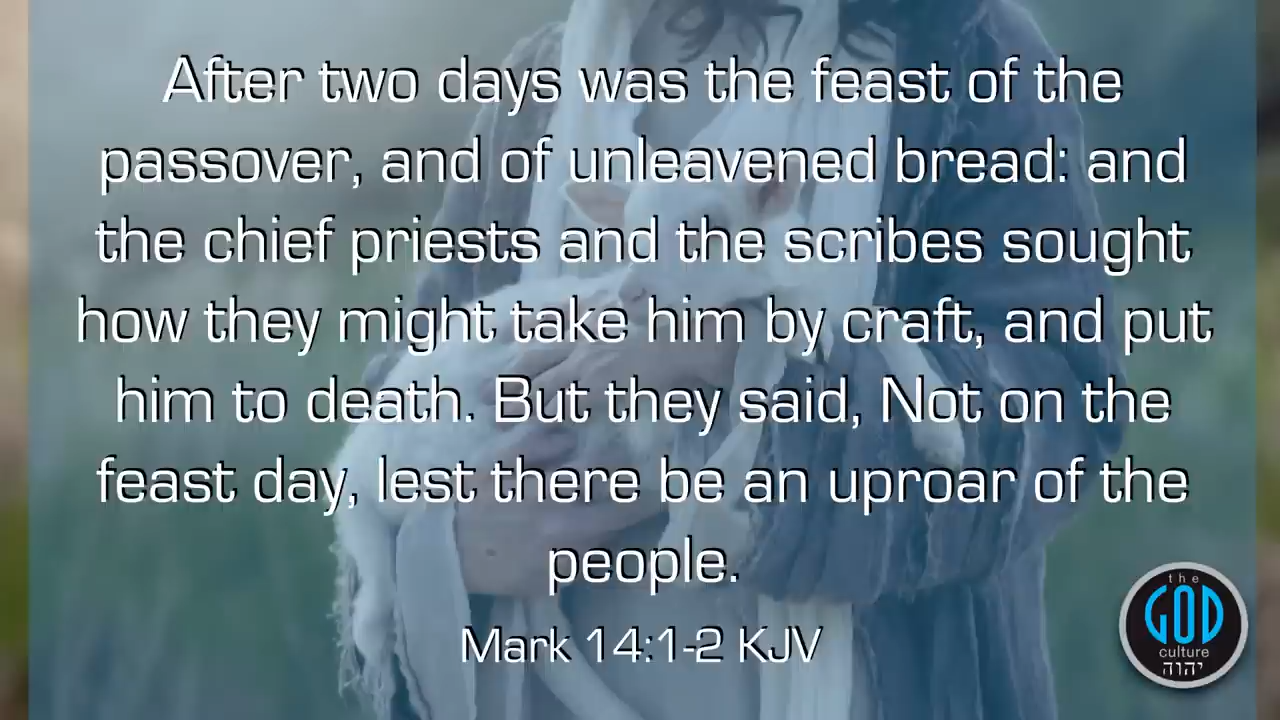 After two days was the feast of the
passover, and of unleavened bread: and
the chief priests and the scribes sought
how they might take him by craft, and put
him to death. But they said, Not on the
feast day, lest there be an uproar of the
people.
Mark 14:1-2 KJV
the
GOD
culture
יהוה